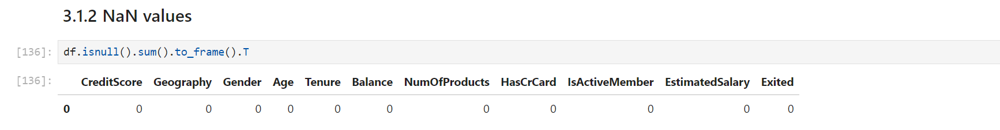 3.1.2 NaN values
[136]: df.isnull().sum().to_frame().T
[136]: CreditScore Geography Gender Age Tenure Balance NumOfProducts HasCrCard IsActiveMember EstimatedSalary Exited
0 0 0 0 0 0 0 0 0 0 0 0